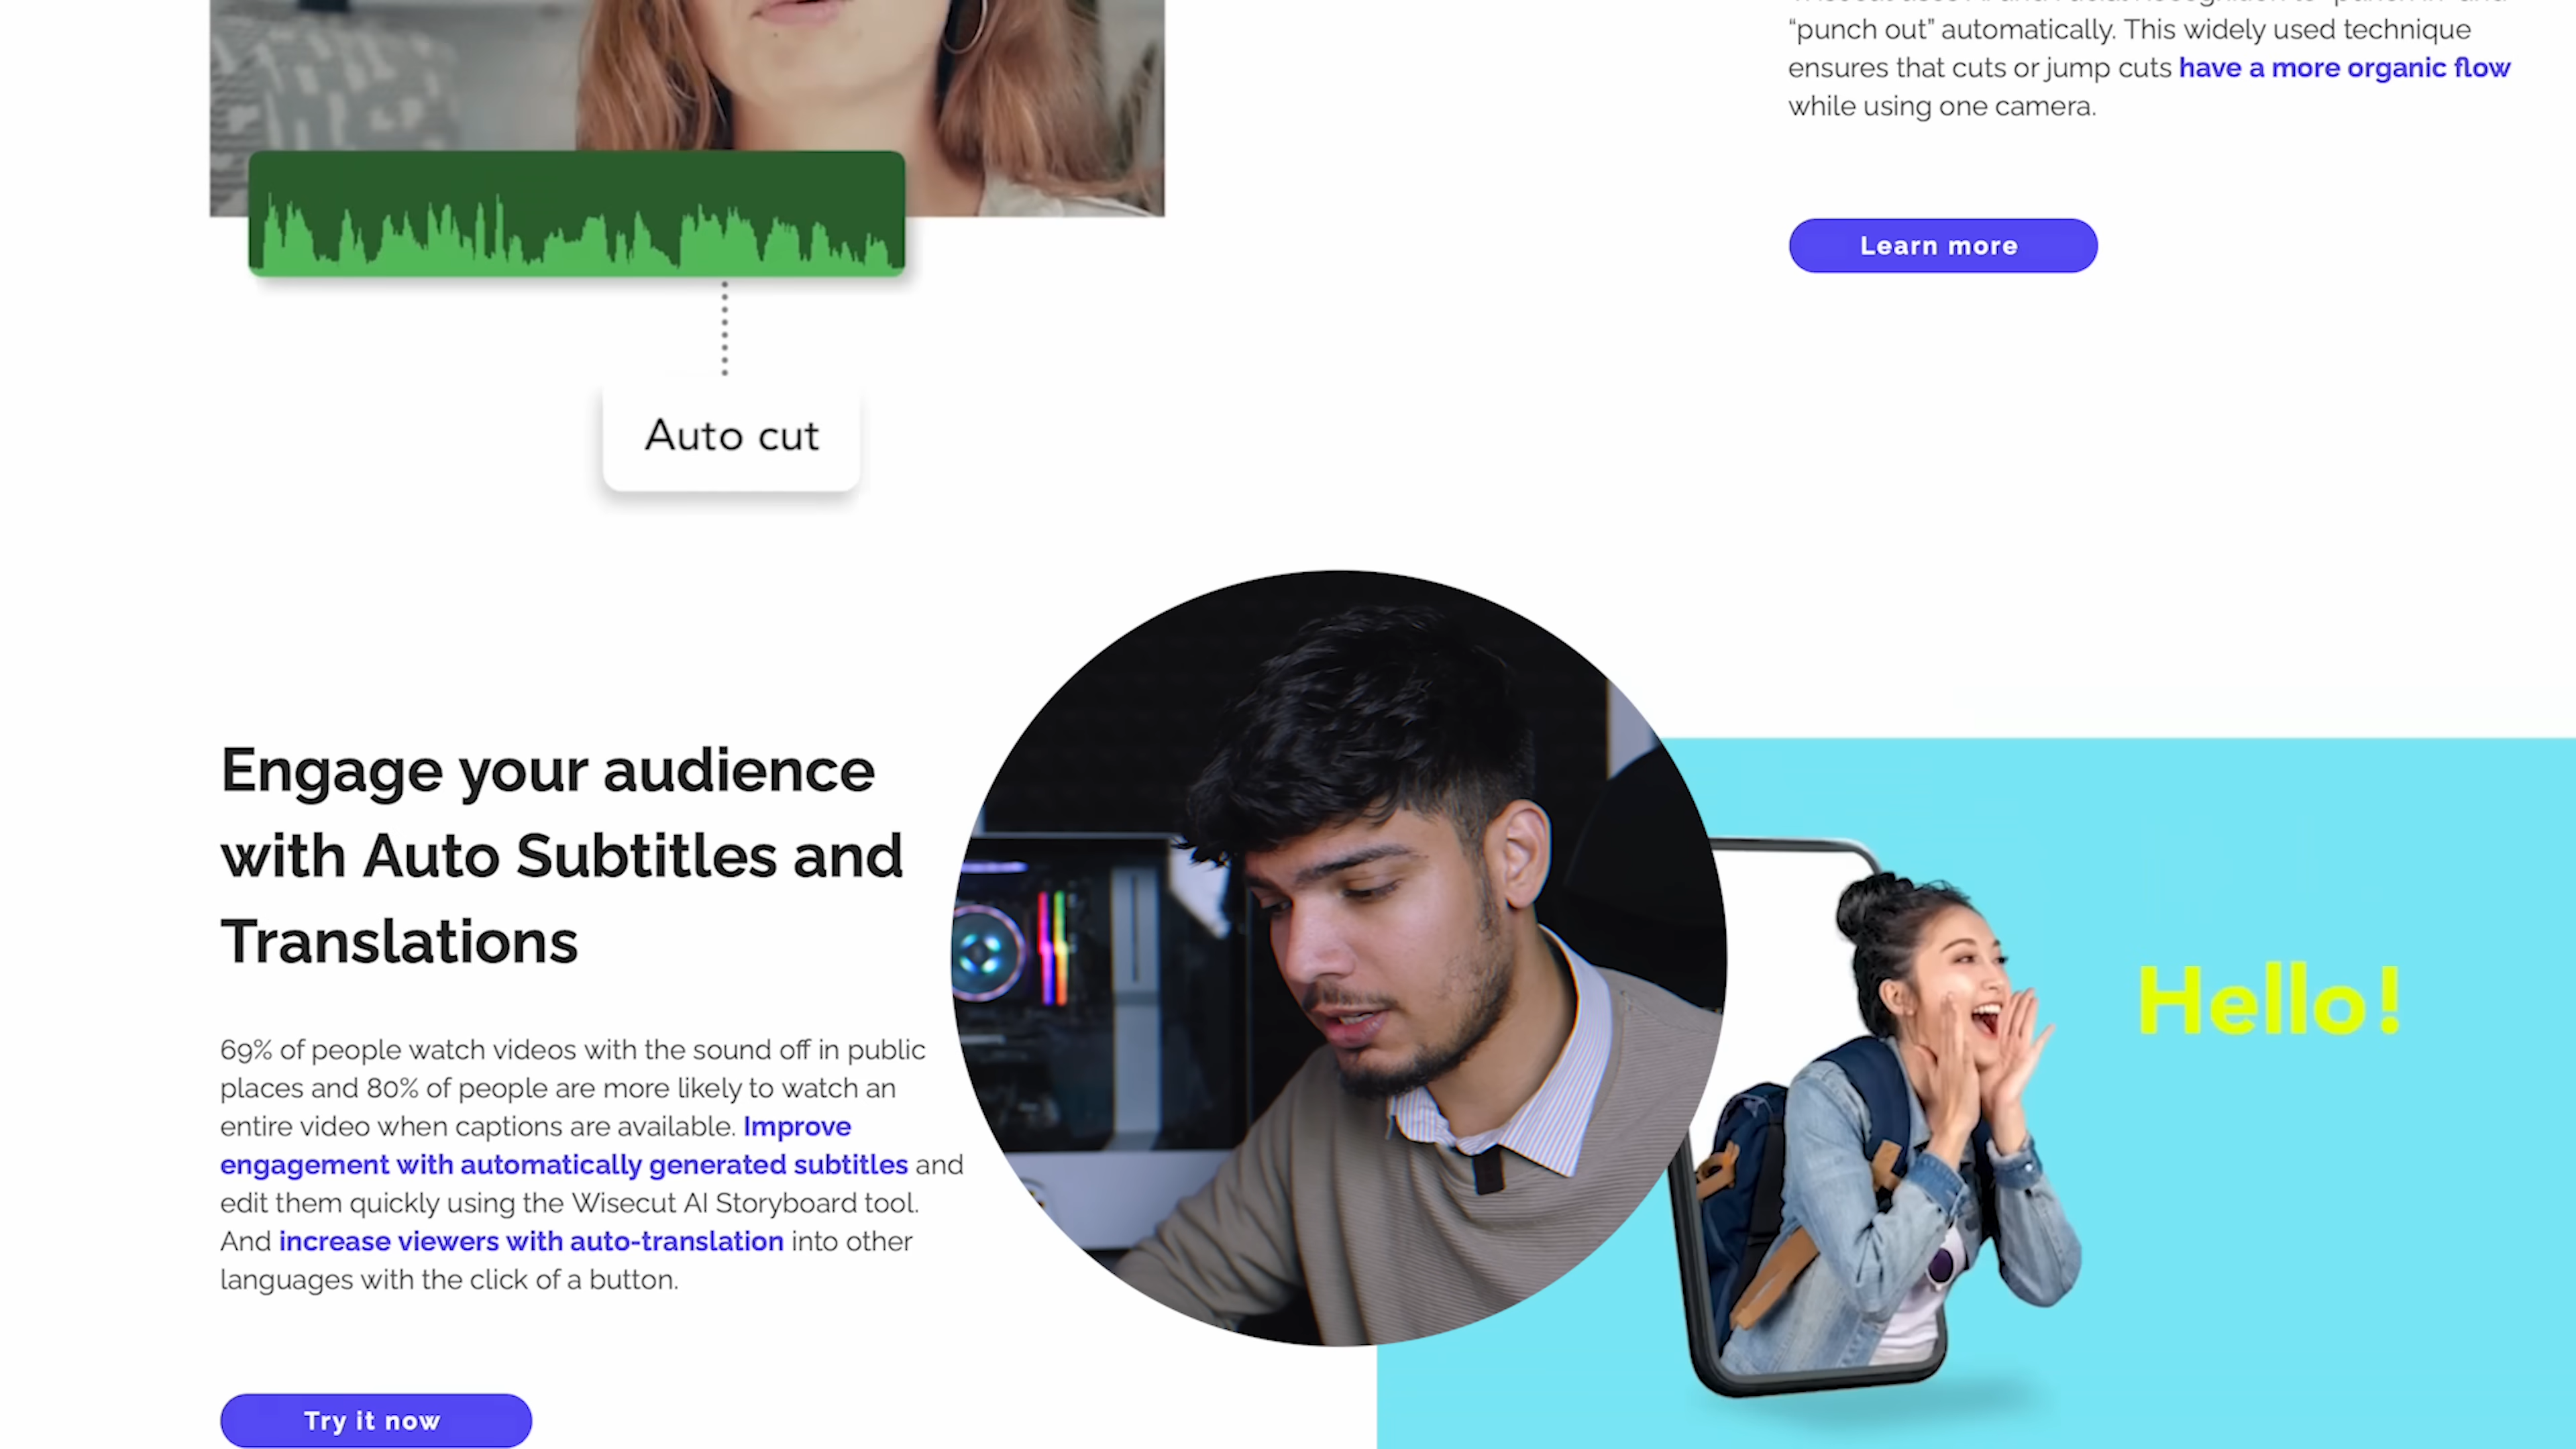 “punch out” automatically. This widely used technique
ensures that cuts or jump cuts have a more organic flow
while using one camera.
Learn more
Auto cut
Engage your audience
with Auto Subtitles and
Translations
69% of people watch videos with the sound off in public
places and 80% of people are more likely to watch an
entire video when captions are available. Improve
engagement with automatically generated subtitles and
edit them quickly using the Wisecut AI Storyboard tool.
And increase viewers with auto-translation into other
languages with the click of a button.
Try it now
Hello!